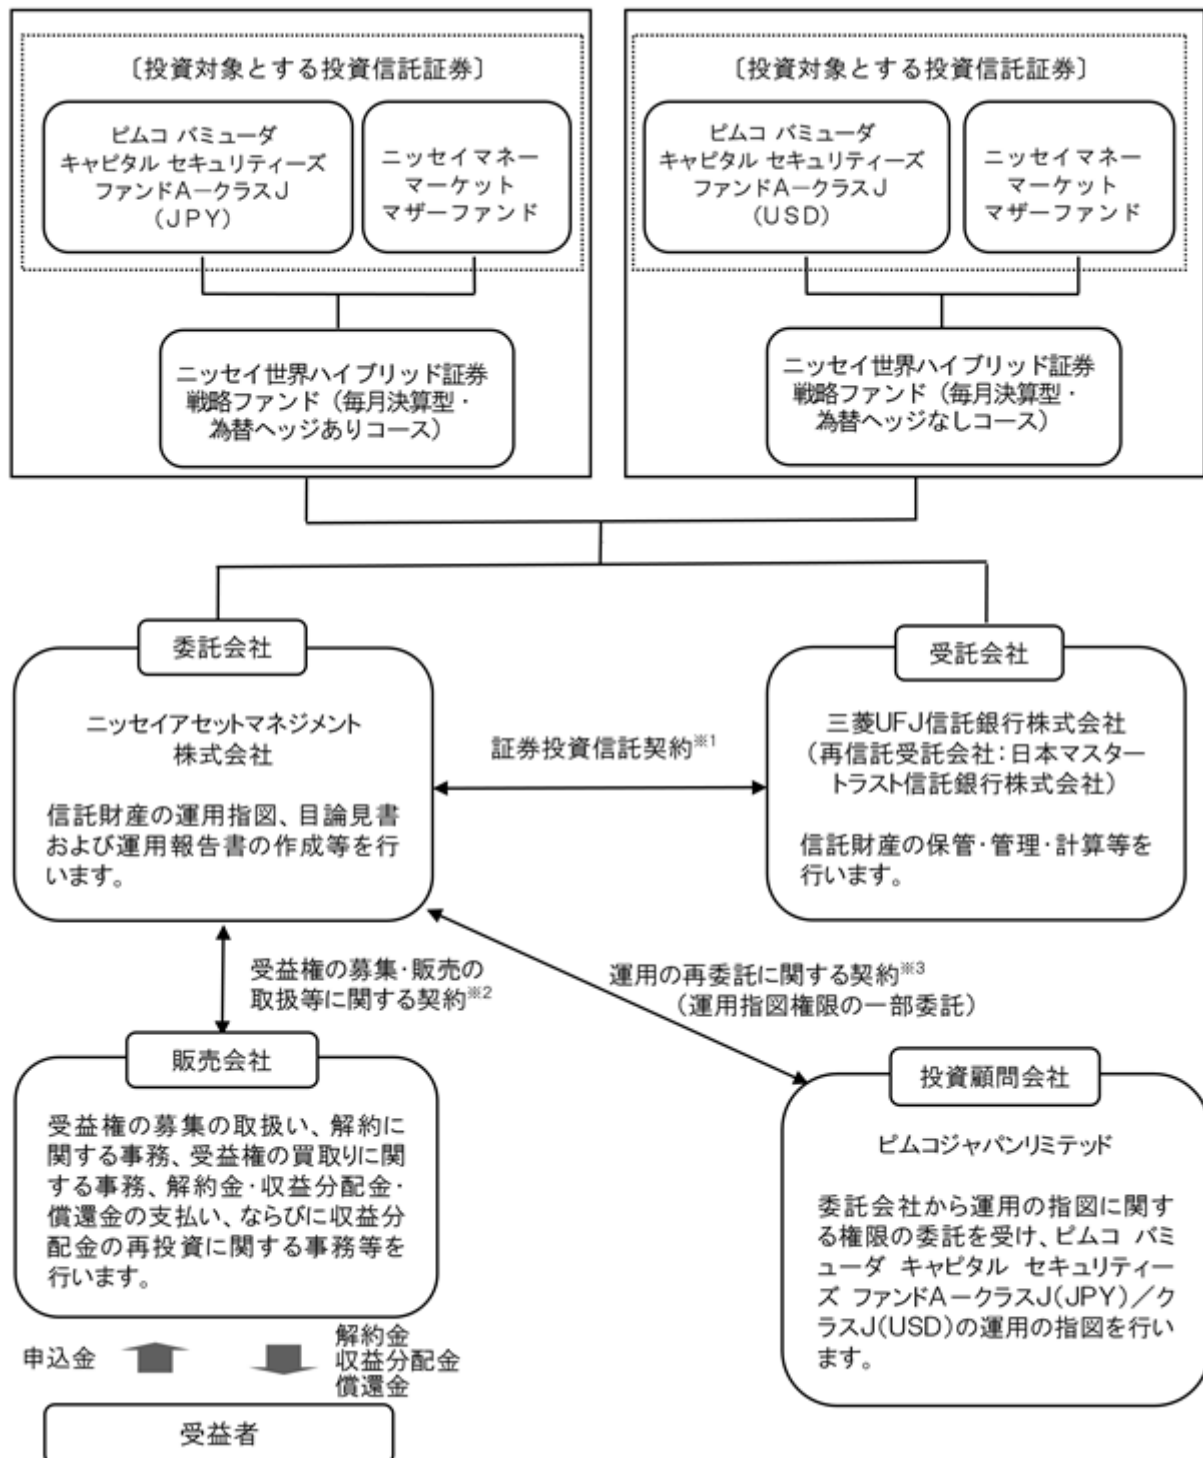 〔投資対象とする投資信託証券〕
ピムコ バミューダ
キャピタル セキュリティーズ
ファンドA－クラスJ
(JPY)
ニッセイマネー
マーケット
マザーファンド
ニッセイ世界ハイブリッド証券
戦略ファンド（毎月決算型・
為替ヘッジありコース）
〔投資対象とする投資信託証券〕
ピムコ バミューダ
キャピタル セキュリティーズ
ファンドA－クラスJ
(USD)
ニッセイマネー
マーケット
マザーファンド
ニッセイ世界ハイブリッド証券
戦略ファンド（毎月決算型・
為替ヘッジなしコース）
委託会社
ニッセイアセットマネジメント
株式会社
信託財産の運用指図、目論見書
および運用報告書の作成等を行
います。
証券投資信託契約※1
受託会社
三菱UFJ信託銀行株式会社
（再信託受託会社：日本マスター
トラスト信託銀行株式会社）
信託財産の保管・管理・計算等を
行います。
受益権の募集・販売の
取扱等に関する契約※2
運用の再委託に関する契約※3
（運用指図権限の一部委託）
販売会社
受益権の募集の取扱い、解約に
関する事務、受益権の買取りに関
する事務、解約金・収益分配金・
償還金の支払い、ならびに収益分
配金の再投資に関する事務等を
行います。
投資顧問会社
ピムコジャパンリミテッド
委託会社から運用の指図に関す
る権限の委託を受け、ピムコ バミ
ューダ キャピタル セキュリティー
ズ ファンドA－クラスJ(JPY)／ク
ラスJ(USD)の運用の指図を行い
ます。
申込金
解約金
収益分配金
償還金
受益者